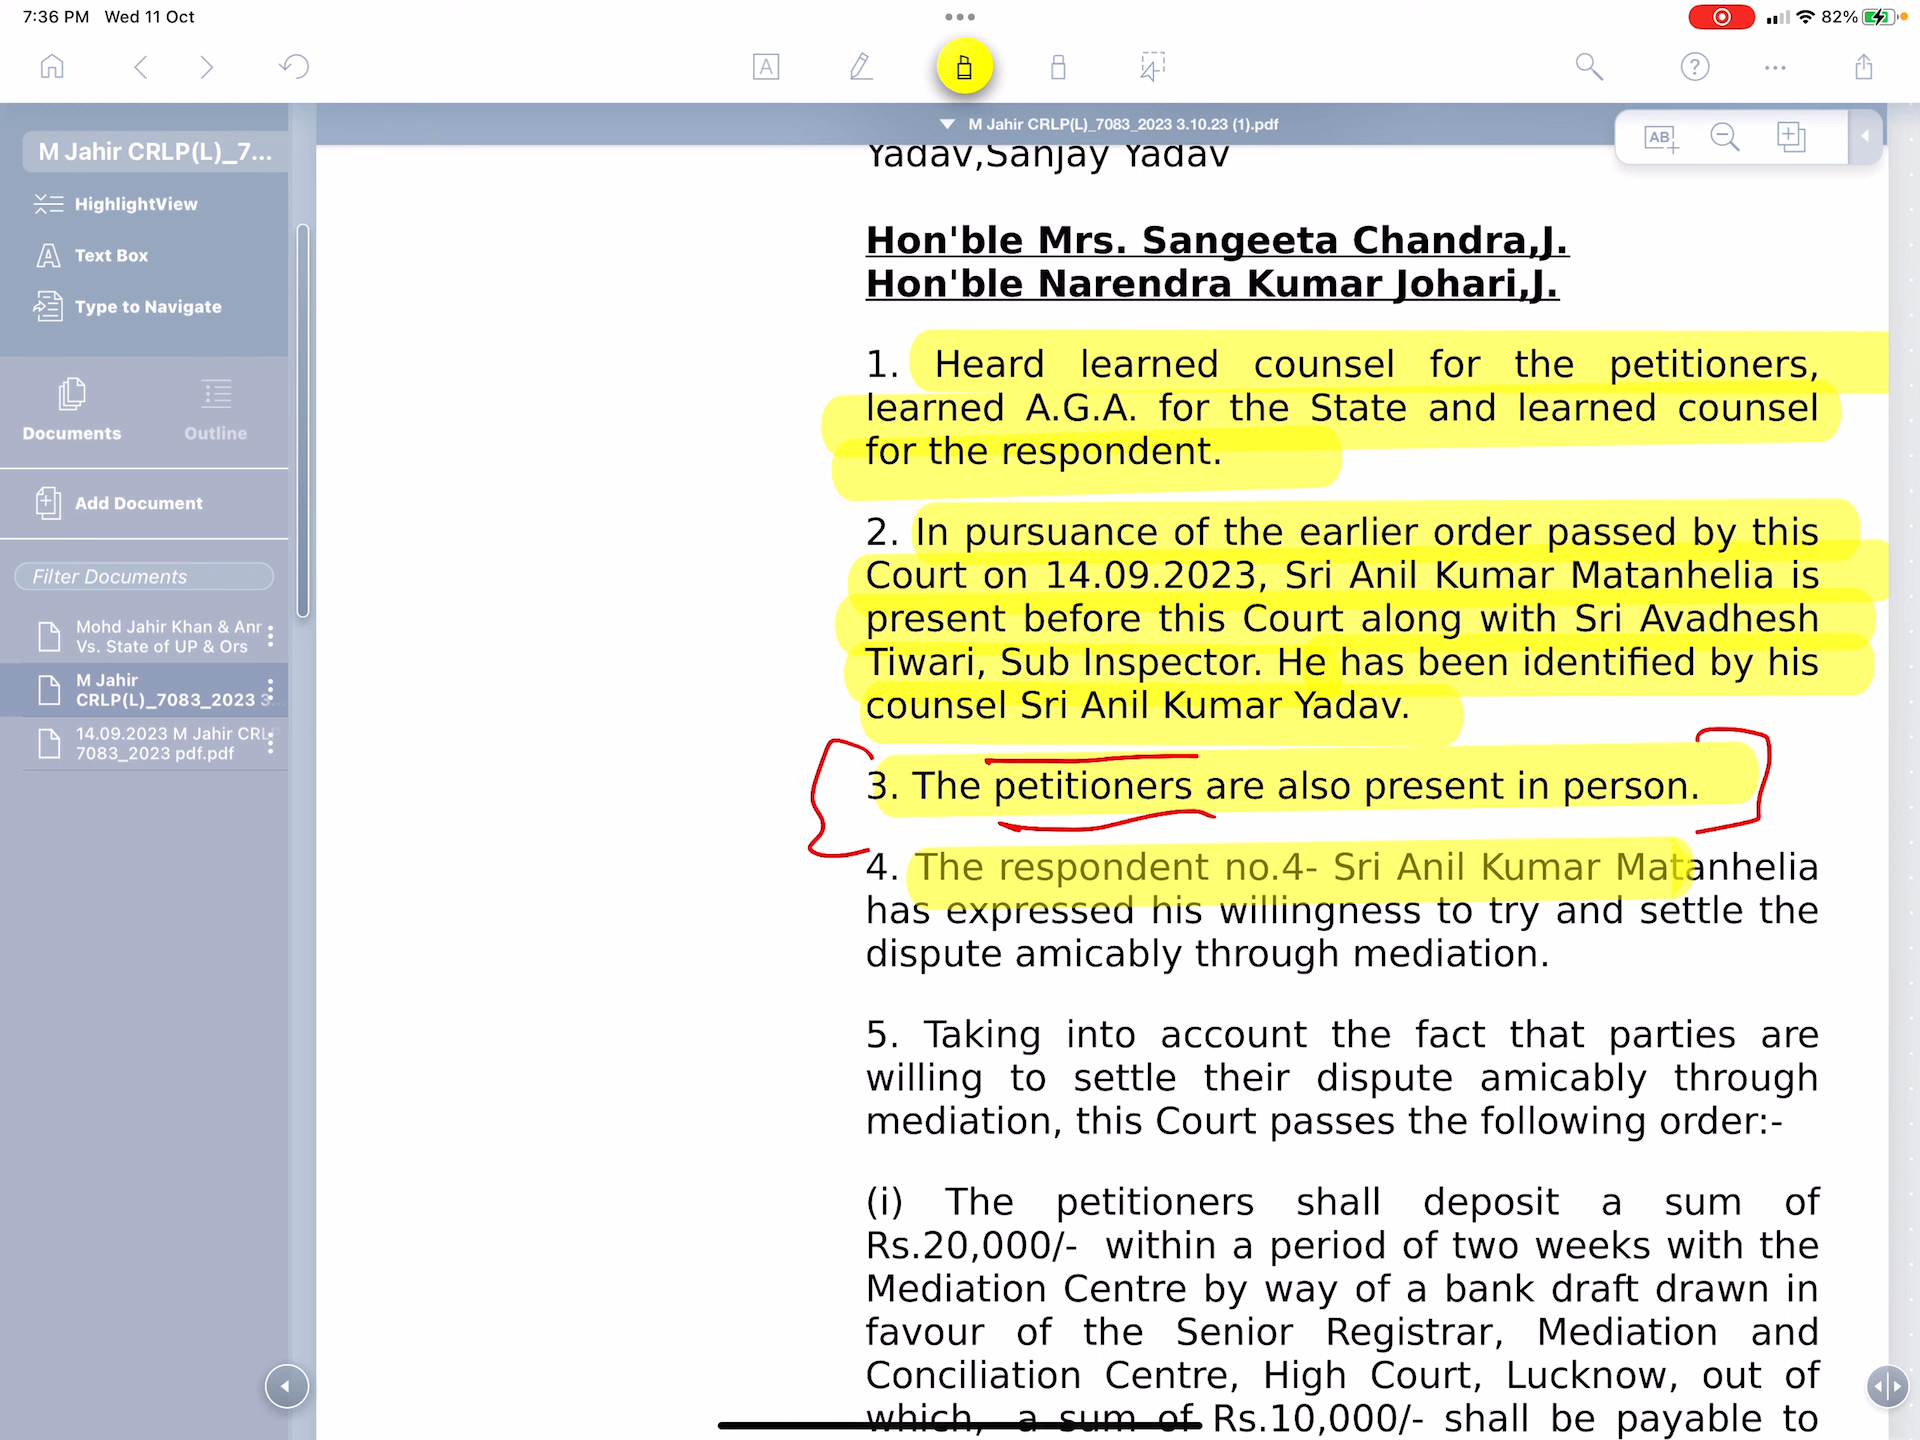 7:36 PM Wed 11 Oct
82%
M Jahir CRLP(L)_7083_2023 3.10.23 (1).pdf
M Jahir CRLP(L)_7...
HighlightView
Text Box
Type to Navigate
Documents
Outline
Add Document
Filter Documents
Mohd Jahir Khan & Anr
Vs. State of UP & Ors
M Jahir
CRLP(L)_7083_2023 3
14.09.2023 M Jahir CRL
7083_2023 pdf.pdf
Yadav,Sanjay Yadav
Hon'ble Mrs. Sangeeta Chandra,J.
Hon'ble Narendra Kumar Johari,J.
1. Heard learned counsel for the petitioners,
learned A.G.A. for the State and learned counsel
for the respondent.
2. In pursuance of the earlier order passed by this
Court on 14.09.2023, Sri Anil Kumar Matanhelia is
present before this Court along with Sri Avadhesh
Tiwari, Sub Inspector. He has been identified by his
counsel Sri Anil Kumar Yadav.
3. The petitioners are also present in person.
4. The respondent no.4- Sri Anil Kumar Matanhelia
has expressed his willingness to try and settle the
dispute amicably through mediation.
5. Taking into account the fact that parties are
willing to settle their dispute amicably through
mediation, this Court passes the following order:-
(i) The petitioners shall deposit a sum of
Rs.20,000/- within a period of two weeks with the
Mediation Centre by way of a bank draft drawn in
favour of the Senior Registrar, Mediation and
Conciliation Centre, High Court, Lucknow, out of
which, a sum of Rs.10,000/- shall be payable to